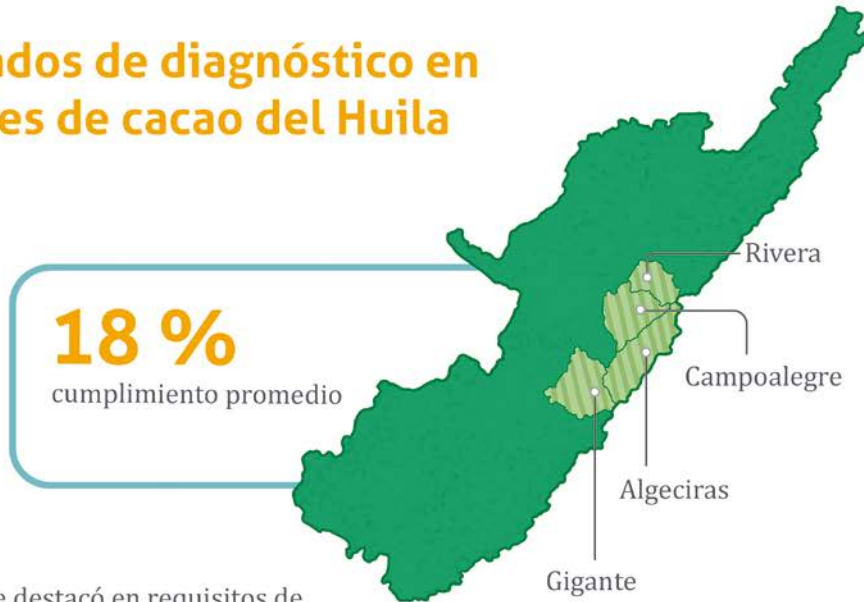 ados de diagnóstico en
es de cacao del Huila
18 %
cumplimiento promedio
Rivera
Campoalegre
Algeciras
Gigante
e destacó en requisitos de